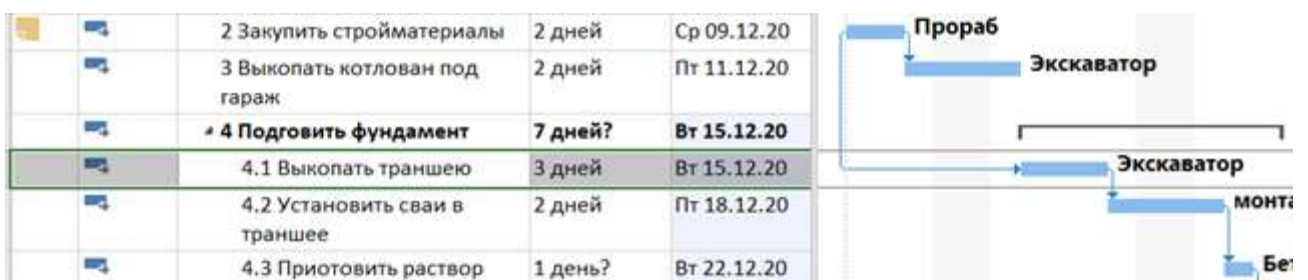 2 Закупить стройматериалы 2 дней Ср 09.12.20 Прораб
3 Выкопать котлован под 2 дней Пт 11.12.20 Экскаватор
гараж
4 Подговить фундамент 7 дней? Вт 15.12.20
4.1 Выкопать траншею 3 дней Вт 15.12.20 Экскаватор
4.2 Установить сваи в 2 дней Пт 18.12.20 монта
траншее
4.3 Приотовить раствор 1 день? Вт 22.12.20 Бет